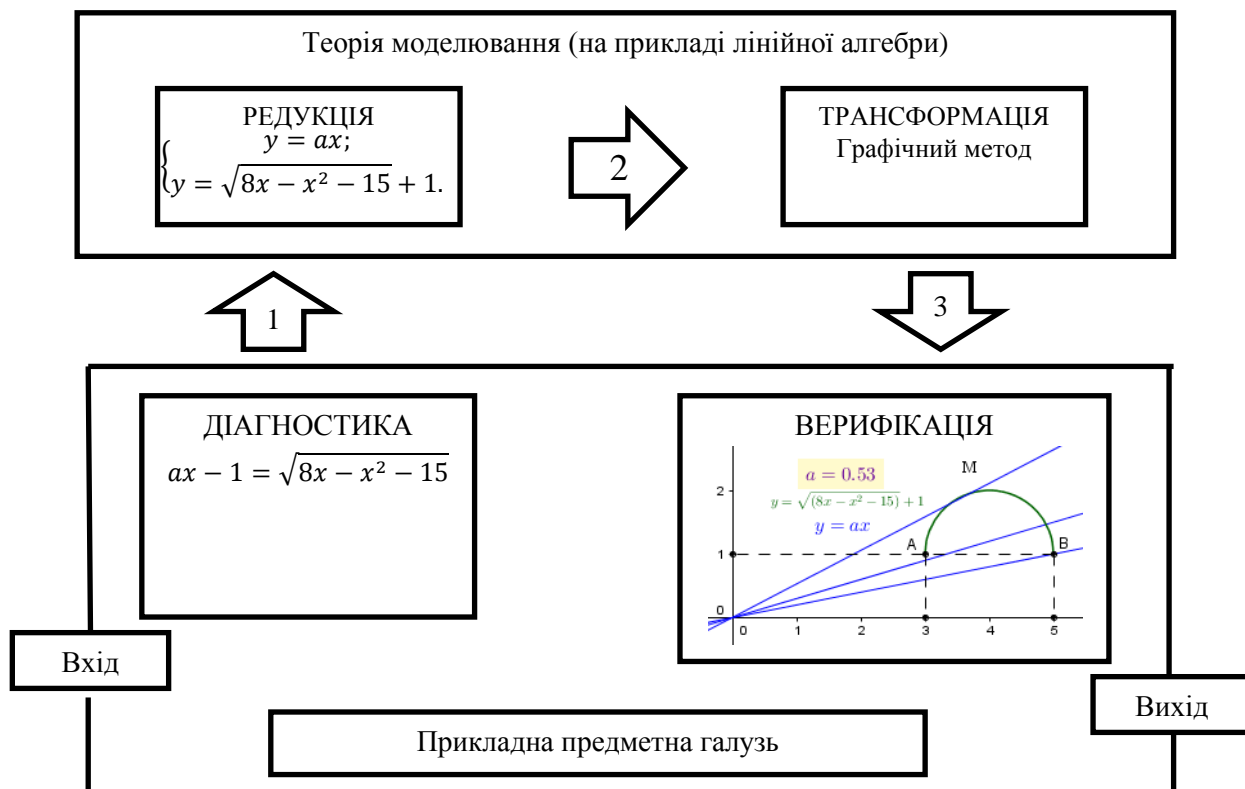 Теорія моделювання (на прикладі лінійної алгебри)
РЕДУКЦІЯ
{y = ax;
y = √(8x − x² − 15) + 1.
2
ТРАНСФОРМАЦІЯ
Графічний метод
1
3
ДІАГНОСТИКА
ax − 1 = √(8x − x² − 15)
ВЕРИФІКАЦІЯ
M
a = 0.53
y = √((8x − x² − 15)) + 1
y = ax
2
A
B
1
0
0 1 2 3 4 5
Вхід
Вихід
Прикладна предметна галузь